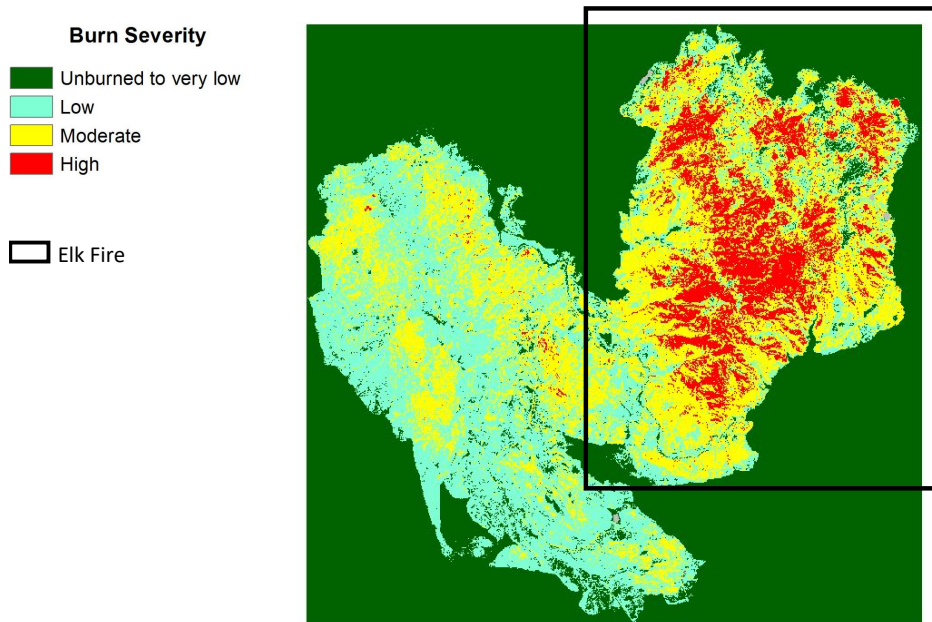 Burn Severity
Unburned to very low
Low
Moderate
High
Elk Fire